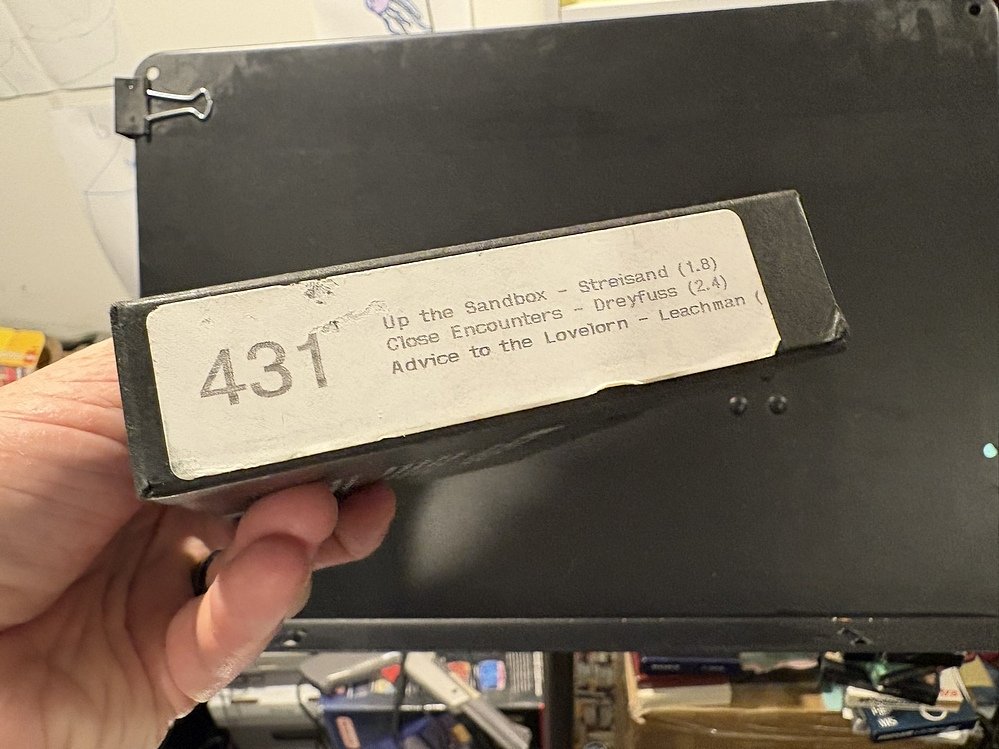 431
Up the Sandbox - Streisand (1.8)
Close Encounters - Dreyfuss (2.4)
Advice to the Lovelorn - Leachman (